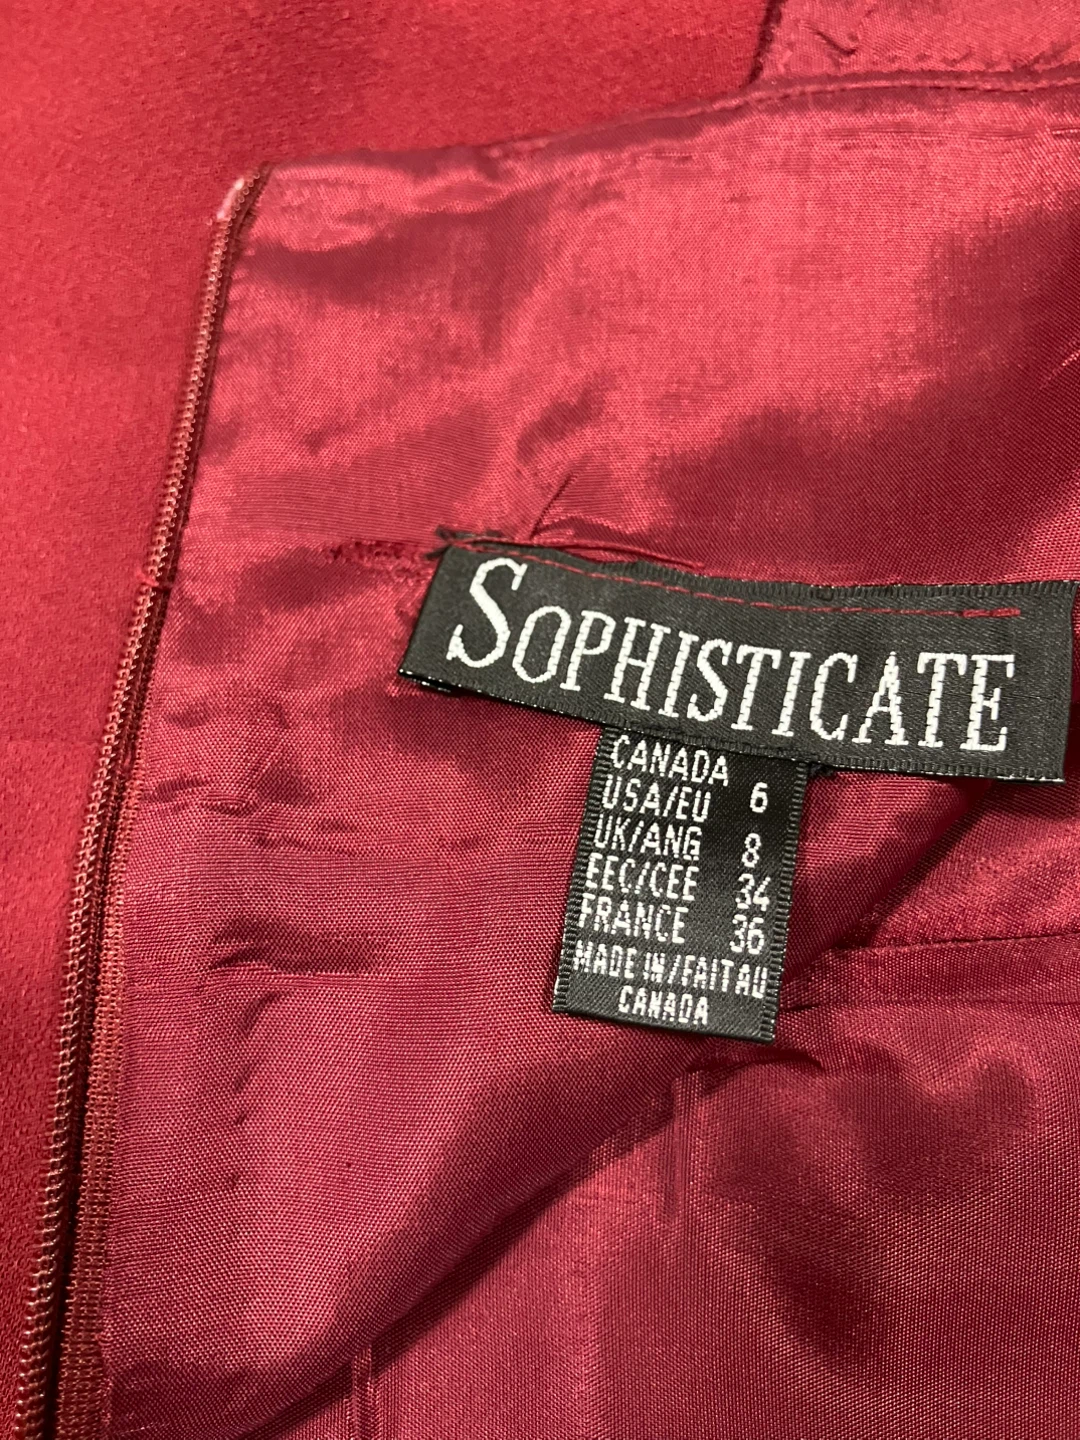 SOPHISTICATE
CANADA
USA/EU 6
UK/ANG 8
EEC/CEE 34
FRANCE 36
MADE IN/FAIT AU
CANADA